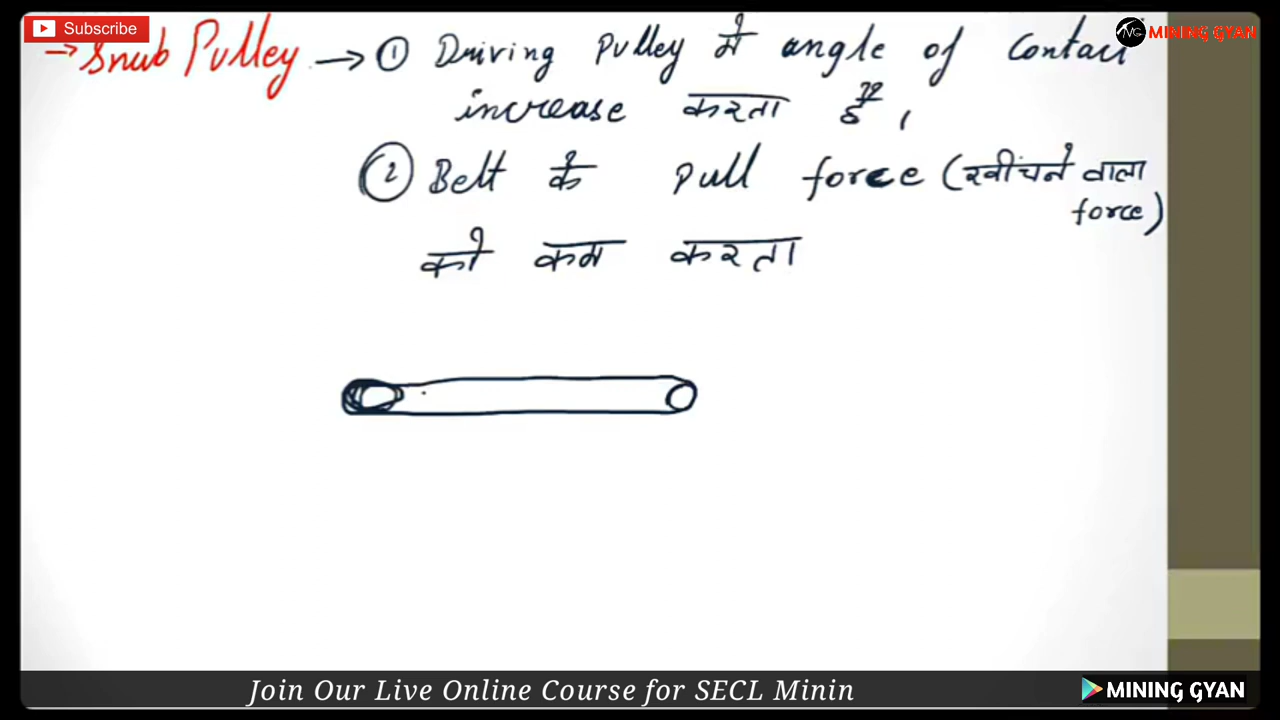 Subscribe
MINING GYAN
→ Snub Pulley → ① Driving Pulley में angle of Contact
increase करता है ,
② Belt के Pull force (खींचने वाला
force)
को कम करता
Join Our Live Online Course for SECL Minin
MINING GYAN